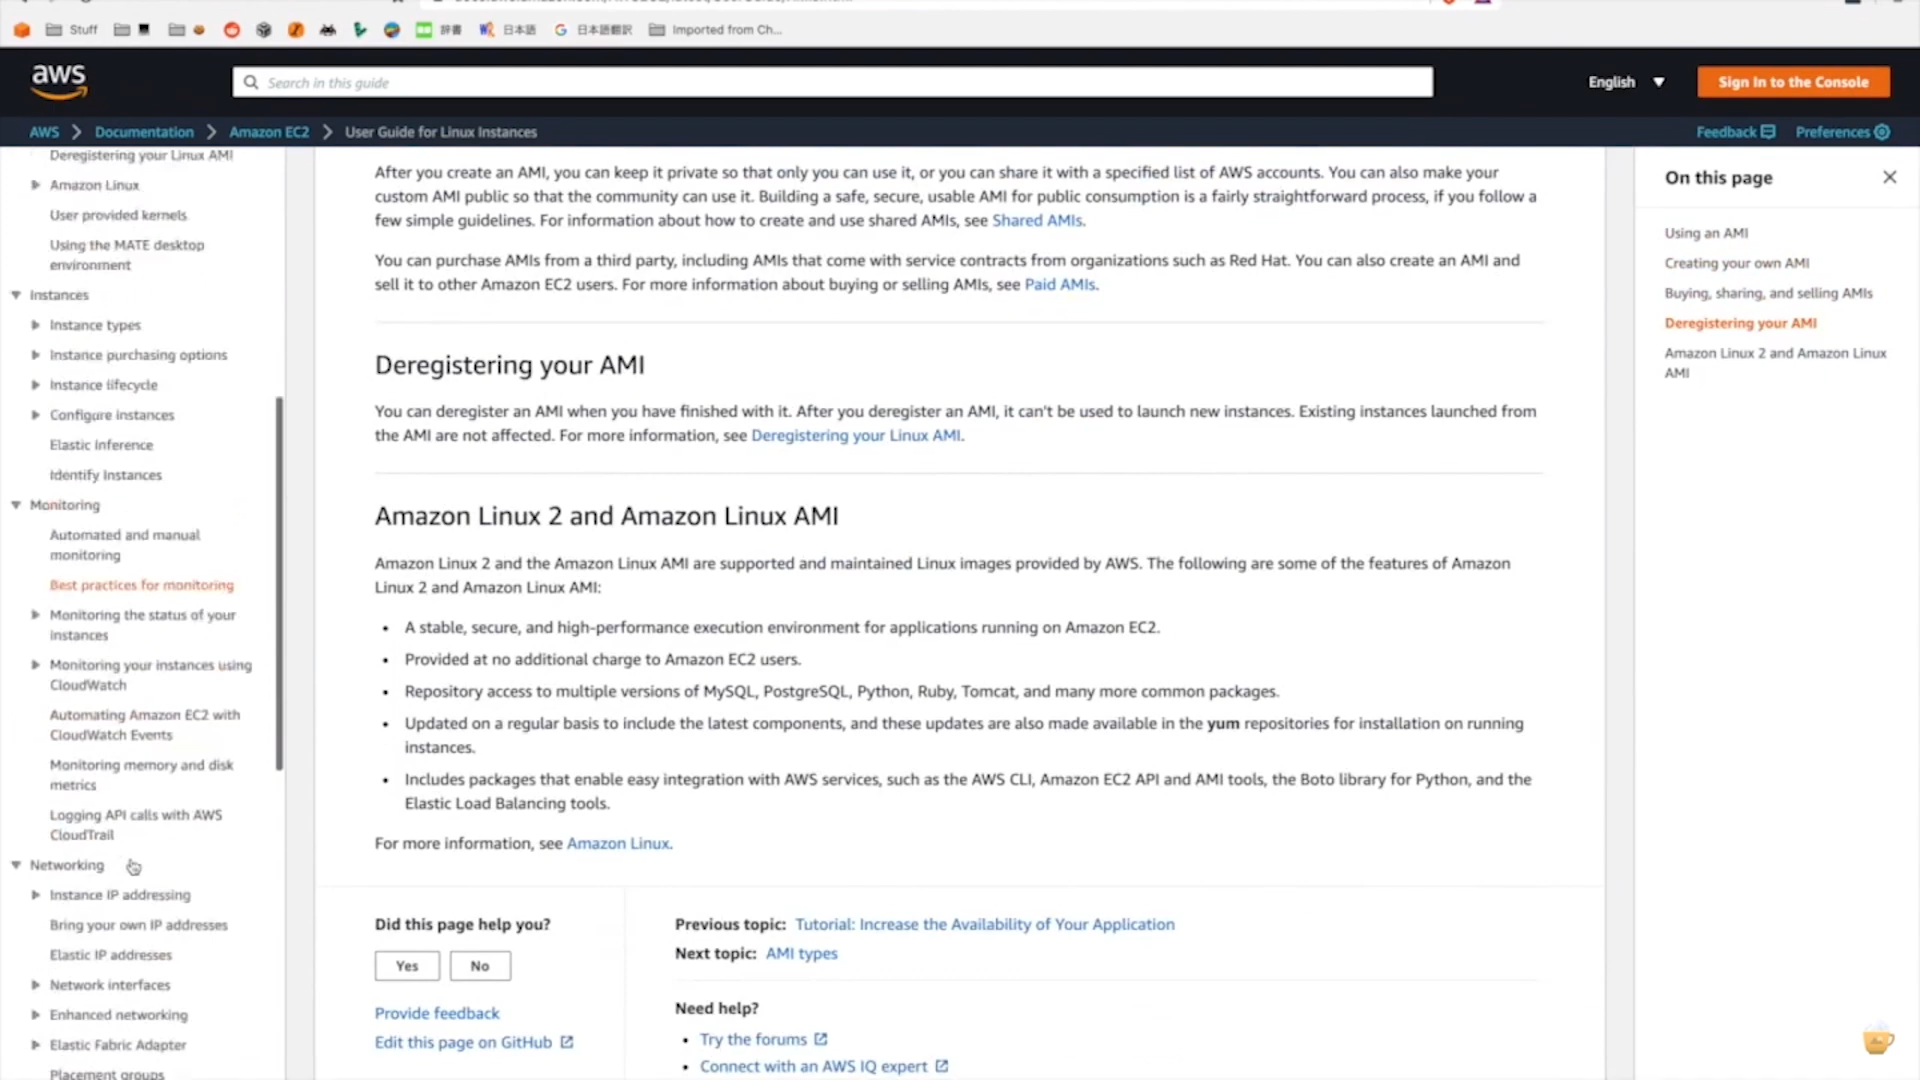 Stuff
辞書
日本語
日本語翻訳
Imported from Ch...
aws
Search in this guide
English
Sign In to the Console
AWS
Documentation
Amazon EC2
User Guide for Linux Instances
Feedback
Preferences
Deregistering your Linux AMI
Amazon Linux
User provided kernels
Using the MATE desktop
environment
Instances
Instance types
Instance purchasing options
Instance lifecycle
Configure instances
Elastic Inference
Identify Instances
Monitoring
Automated and manual
monitoring
Best practices for monitoring
Monitoring the status of your
instances
Monitoring your instances using
CloudWatch
Automating Amazon EC2 with
CloudWatch Events
Monitoring memory and disk
metrics
Logging API calls with AWS
CloudTrail
Networking
Instance IP addressing
Bring your own IP addresses
Elastic IP addresses
Network interfaces
Enhanced networking
Elastic Fabric Adapter
Placement groups
After you create an AMI, you can keep it private so that only you can use it, or you can share it with a specified list of AWS accounts. You can also make your
custom AMI public so that the community can use it. Building a safe, secure, usable AMI for public consumption is a fairly straightforward process, if you follow a
few simple guidelines. For information about how to create and use shared AMIs, see Shared AMIs.
You can purchase AMIs from a third party, including AMIs that come with service contracts from organizations such as Red Hat. You can also create an AMI and
sell it to other Amazon EC2 users. For more information about buying or selling AMIs, see Paid AMIs.
Deregistering your AMI
You can deregister an AMI when you have finished with it. After you deregister an AMI, it can't be used to launch new instances. Existing instances launched from
the AMI are not affected. For more information, see Deregistering your Linux AMI.
Amazon Linux 2 and Amazon Linux AMI
Amazon Linux 2 and the Amazon Linux AMI are supported and maintained Linux images provided by AWS. The following are some of the features of Amazon
Linux 2 and Amazon Linux AMI:
• A stable, secure, and high-performance execution environment for applications running on Amazon EC2.
• Provided at no additional charge to Amazon EC2 users.
• Repository access to multiple versions of MySQL, PostgreSQL, Python, Ruby, Tomcat, and many more common packages.
• Updated on a regular basis to include the latest components, and these updates are also made available in the yum repositories for installation on running
instances.
• Includes packages that enable easy integration with AWS services, such as the AWS CLI, Amazon EC2 API and AMI tools, the Boto library for Python, and the
Elastic Load Balancing tools.
For more information, see Amazon Linux.
Did this page help you?
Yes
No
Provide feedback
Edit this page on GitHub
Previous topic: Tutorial: Increase the Availability of Your Application
Next topic: AMI types
Need help?
• Try the forums
• Connect with an AWS IQ expert
On this page
Using an AMI
Creating your own AMI
Buying, sharing, and selling AMIs
Deregistering your AMI
Amazon Linux 2 and Amazon Linux
AMI